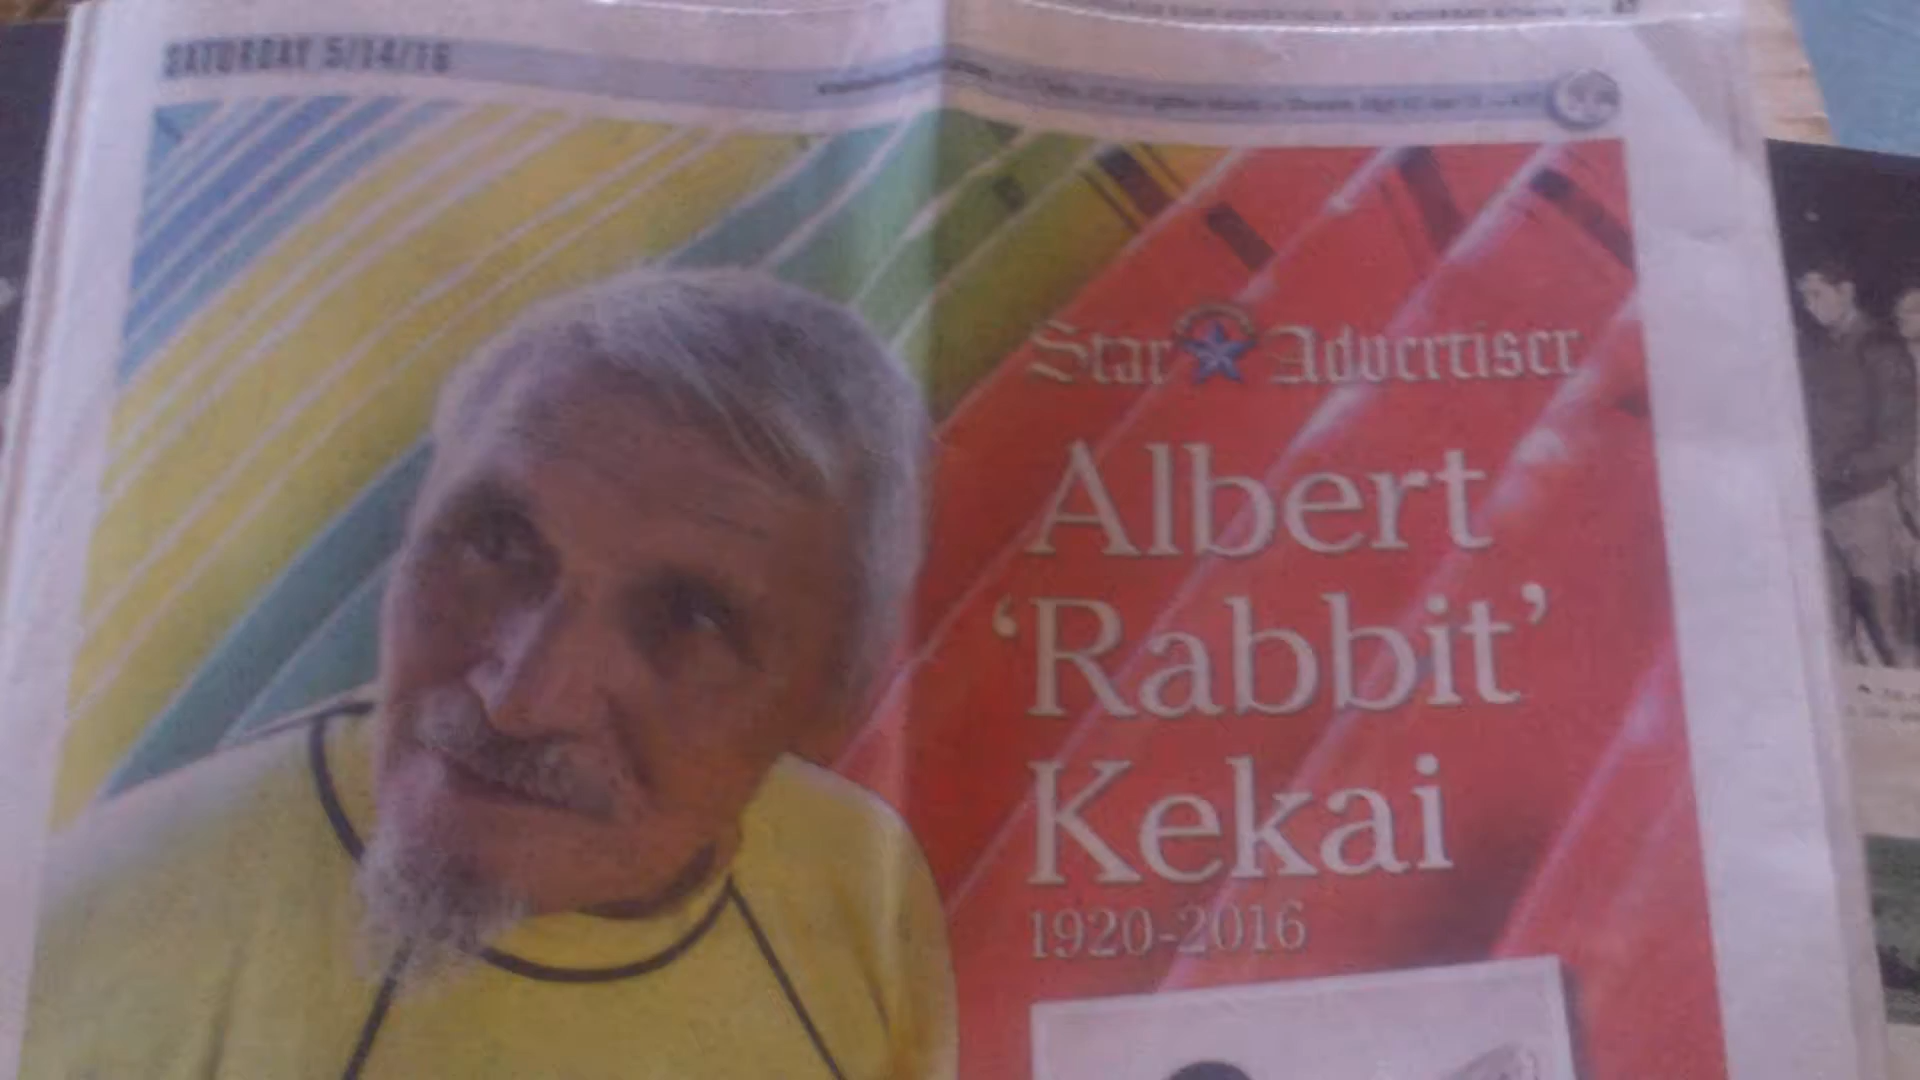 SATURDAY 5/14/16
Star Advertiser
Albert
‘Rabbit’
Kekai
1920-2016